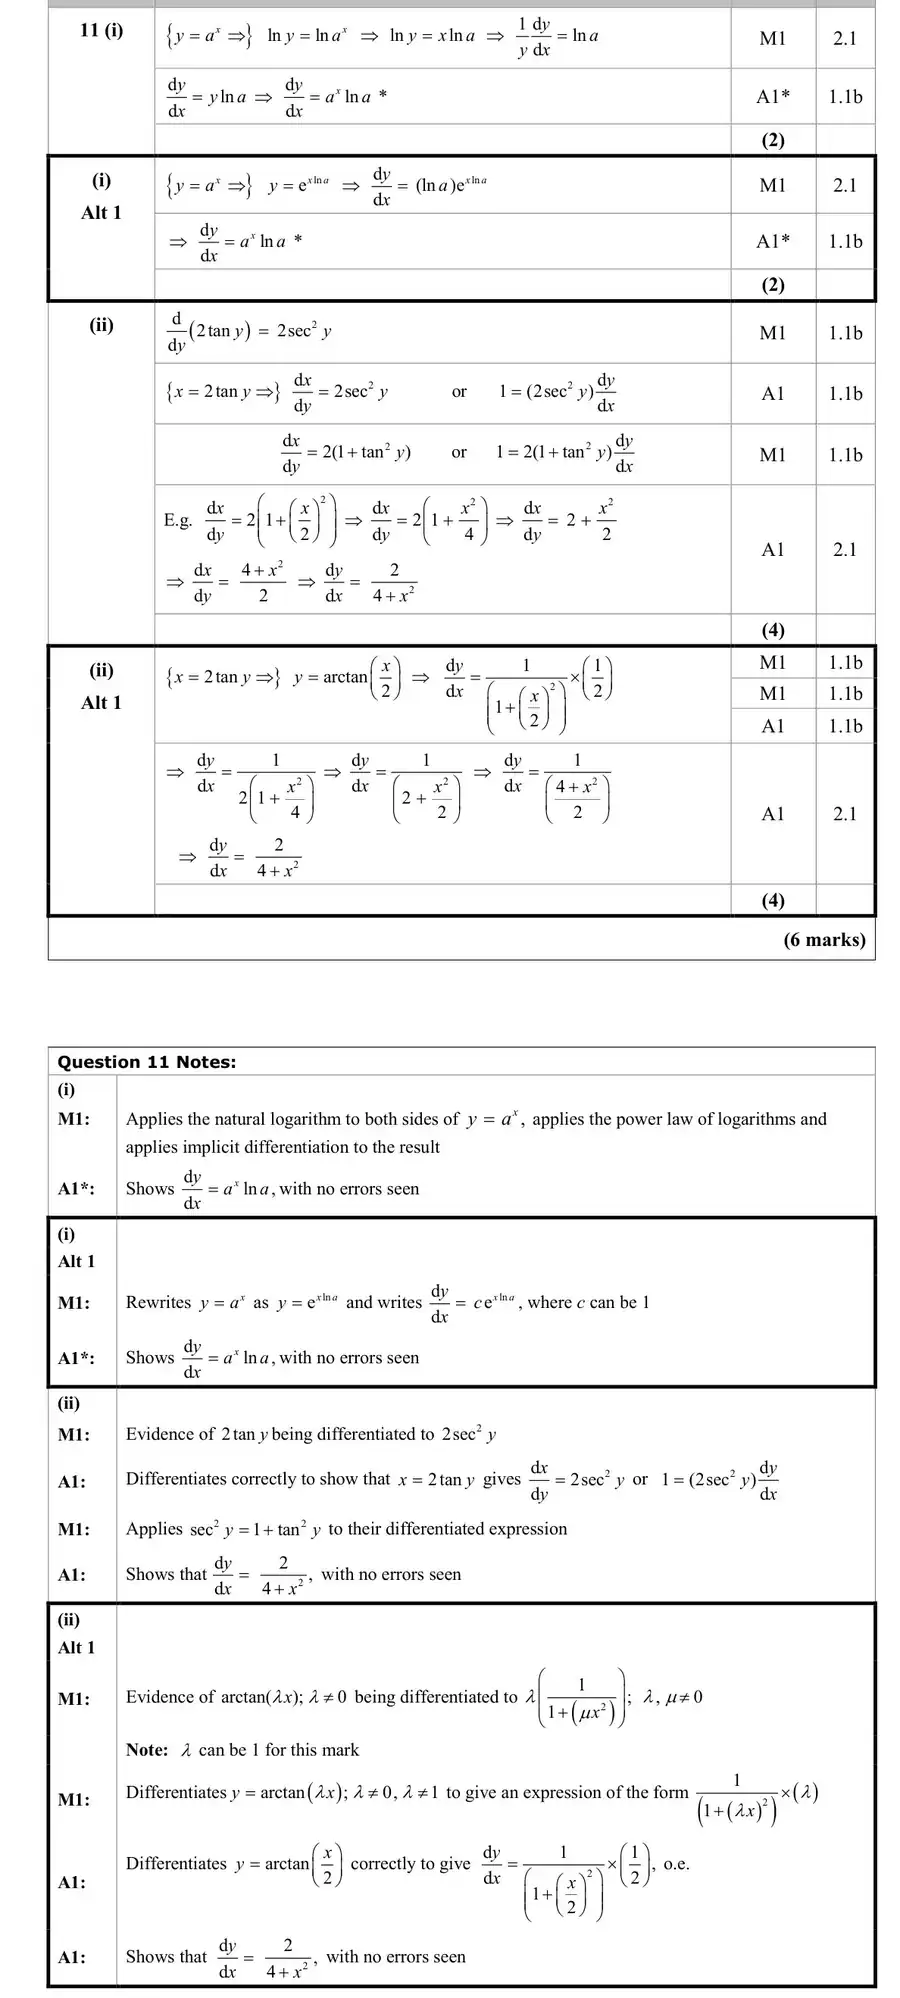 11 (i) {y = aˣ ⇒} ln y = ln aˣ ⇒ ln y = x ln a ⇒ (1/y)(dy/dx) = ln a M1 2.1
dy/dx = y ln a ⇒ dy/dx = aˣ ln a * A1* 1.1b
(2)
(i) Alt 1 {y = aˣ ⇒} y = e^(x ln a) ⇒ dy/dx = (ln a)e^(x ln a) M1 2.1
⇒ dy/dx = aˣ ln a * A1* 1.1b
(2)
(ii) d/dy (2 tan y) = 2sec² y M1 1.1b
{x = 2 tan y ⇒} dx/dy = 2sec² y or 1 = (2sec² y) dy/dx A1 1.1b
dx/dy = 2(1 + tan² y) or 1 = 2(1 + tan² y) dy/dx M1 1.1b
E.g. dx/dy = 2(1 + (x/2)²) ⇒ dx/dy = 2(1 + x²/4) ⇒ dx/dy = 2 + x²/2
⇒ dx/dy = (4 + x²)/2 ⇒ dy/dx = 2/(4 + x²) A1 2.1
(4)
(ii) Alt 1 {x = 2 tan y ⇒} y = arctan(x/2) ⇒ dy/dx = 1/(1 + (x/2)²) × (1/2) M1 1.1b
M1 1.1b
A1 1.1b
⇒ dy/dx = 1/(2(1 + x²/4)) ⇒ dy/dx = 1/(2 + x²/2) ⇒ dy/dx = 1/((4 + x²)/2)
⇒ dy/dx = 2/(4 + x²) A1 2.1
(4)
(6 marks)
Question 11 Notes:
(i)
M1: Applies the natural logarithm to both sides of y = aˣ, applies the power law of logarithms and
applies implicit differentiation to the result
A1*: Shows dy/dx = aˣ ln a, with no errors seen
(i)
Alt 1
M1: Rewrites y = aˣ as y = e^(x ln a) and writes dy/dx = c e^(x ln a), where c can be 1
A1*: Shows dy/dx = aˣ ln a, with no errors seen
(ii)
M1: Evidence of 2 tan y being differentiated to 2sec² y
A1: Differentiates correctly to show that x = 2 tan y gives dx/dy = 2sec² y or 1 = (2sec² y) dy/dx
M1: Applies sec² y = 1 + tan² y to their differentiated expression
A1: Shows that dy/dx = 2/(4 + x²), with no errors seen
(ii)
Alt 1
M1: Evidence of arctan(λx); λ ≠ 0 being differentiated to λ(1/(1 + (μx²))); λ, μ ≠ 0
Note: λ can be 1 for this mark
M1: Differentiates y = arctan(λx); λ ≠ 0, λ ≠ 1 to give an expression of the form 1/(1 + (λx)²) × (λ)
A1: Differentiates y = arctan(x/2) correctly to give dy/dx = 1/(1 + (x/2)²) × (1/2), o.e.
A1: Shows that dy/dx = 2/(4 + x²), with no errors seen